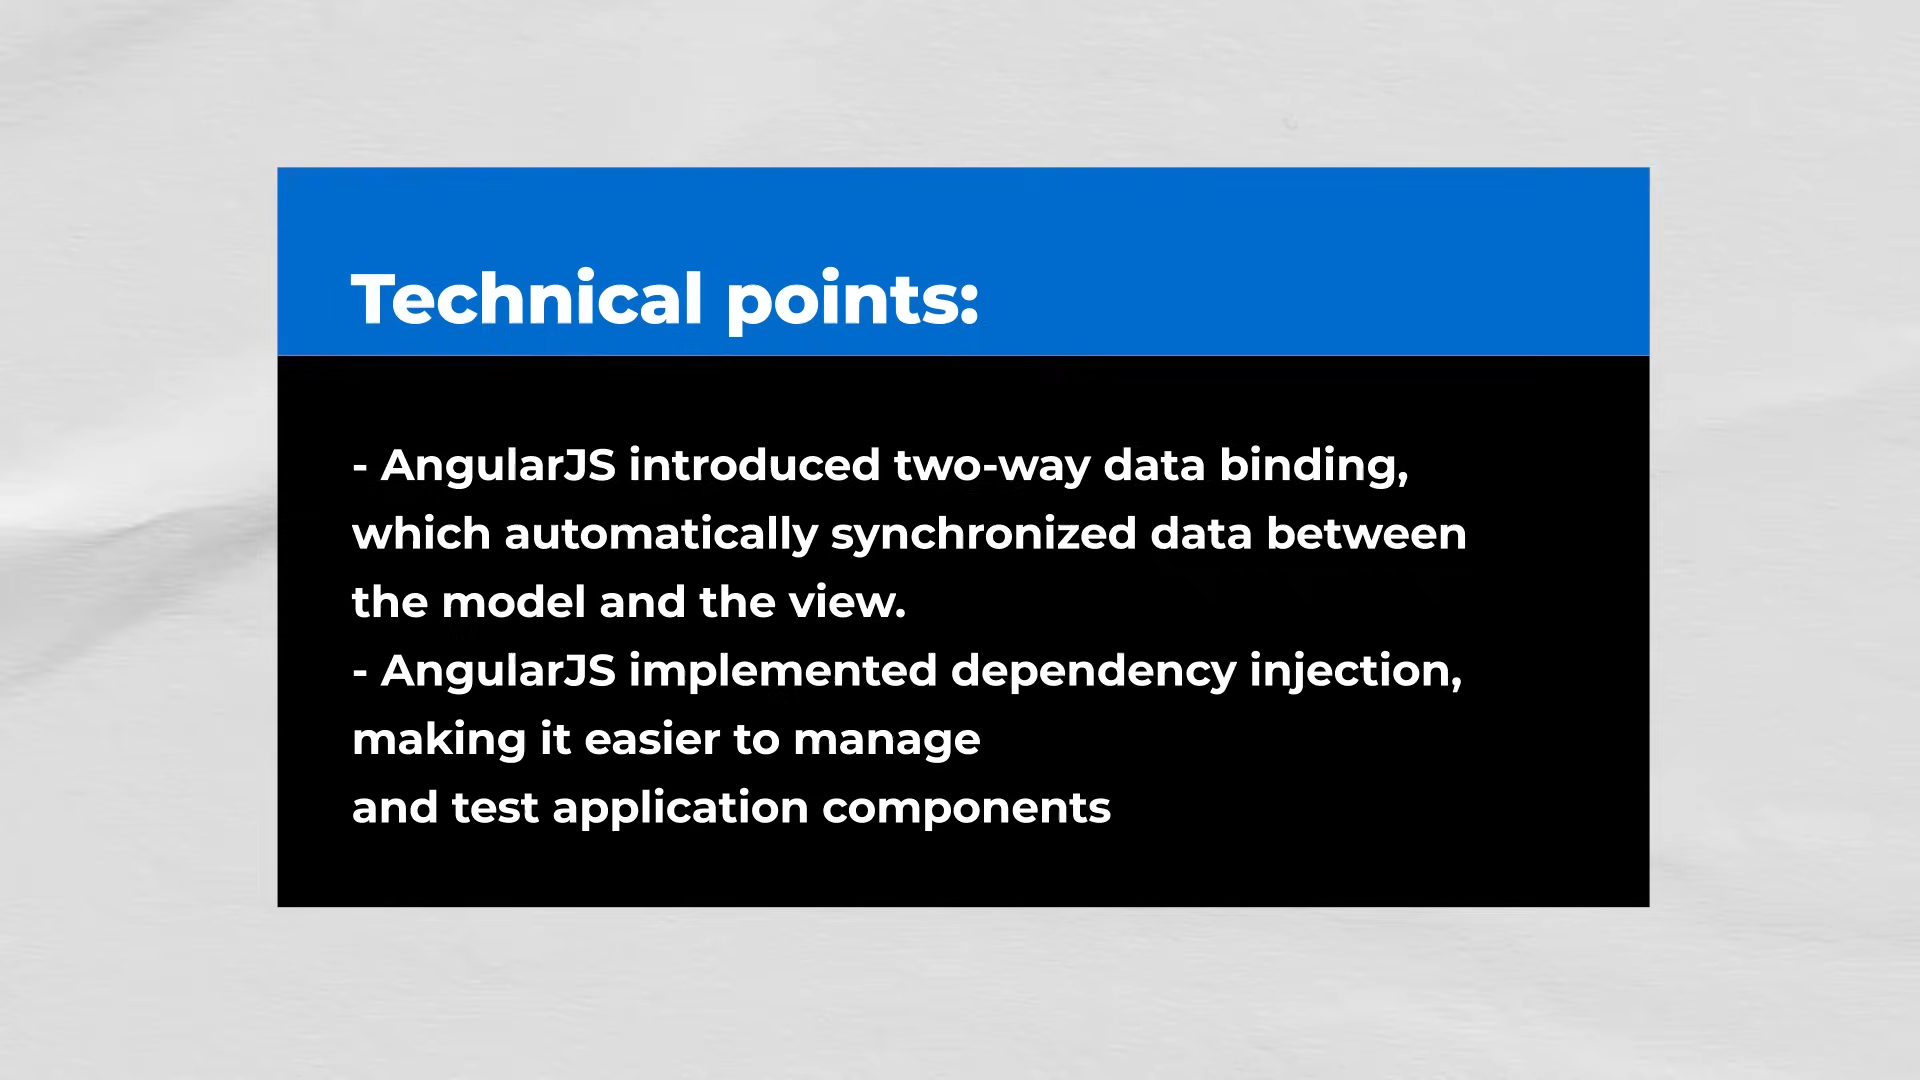 Technical points:
- AngularJS introduced two-way data binding,
which automatically synchronized data between
the model and the view.
- AngularJS implemented dependency injection,
making it easier to manage
and test application components